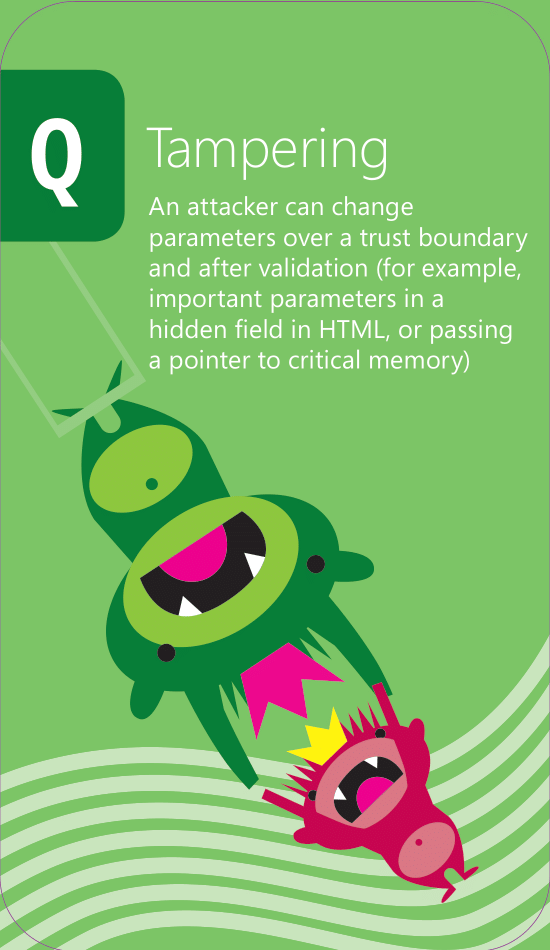 Q
Tampering
An attacker can change
parameters over a trust boundary
and after validation (for example,
important parameters in a
hidden field in HTML, or passing
a pointer to critical memory)